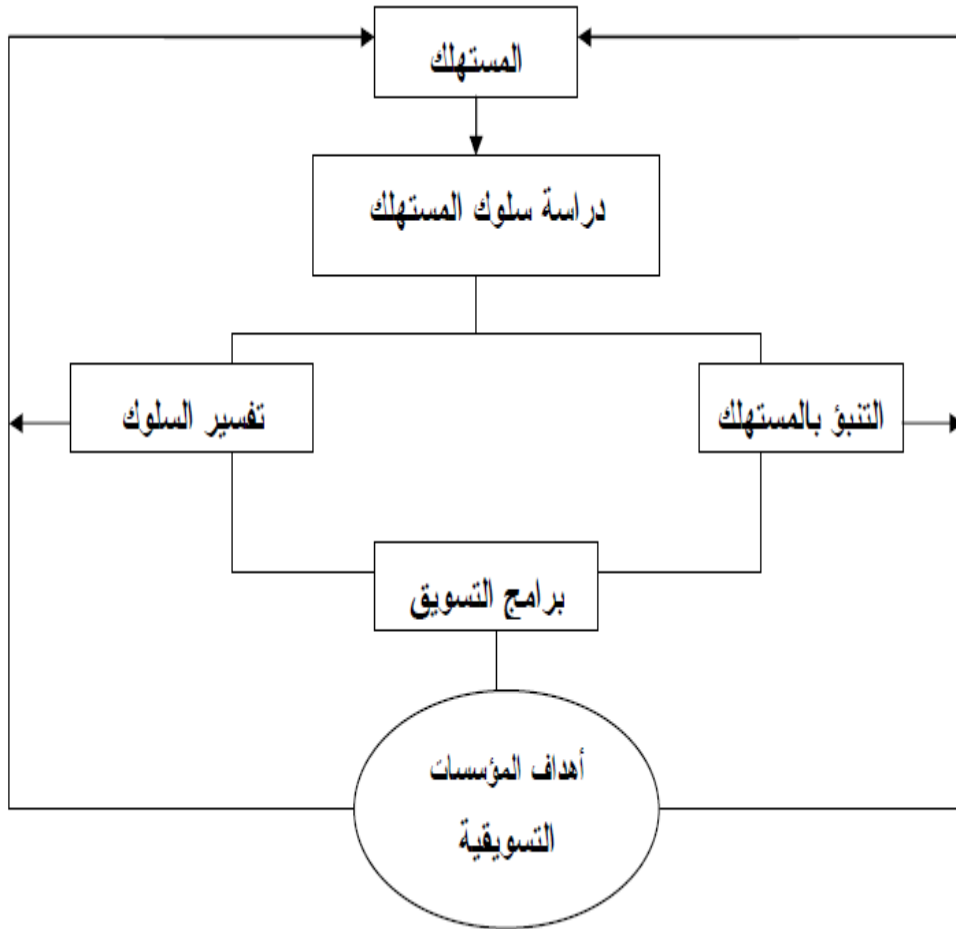 المستهلك
دراسة سلوك المستهلك
التنبؤ بالمستهلك
تفسير السلوك
برامج التسويق
أهداف المؤسسات
التسويقية